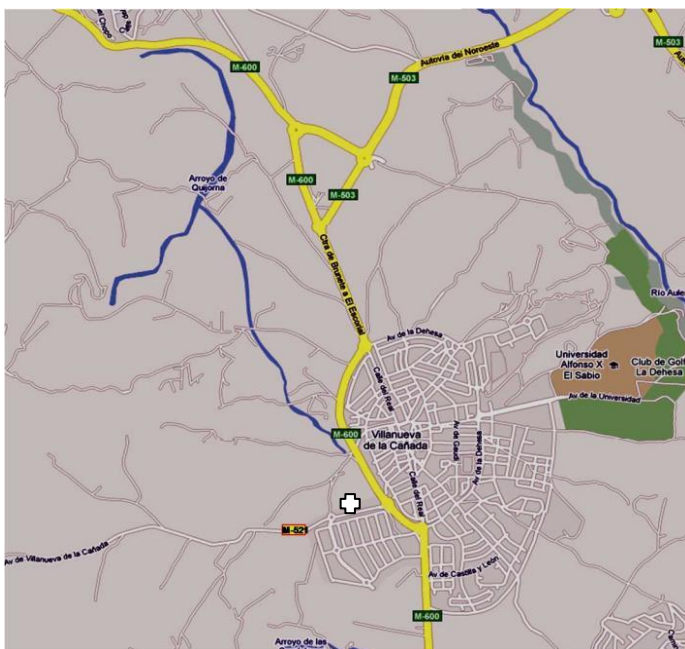 M-600
M-503
Autovía del Noroeste
M-503
Arroyo de
Quijorna
M-600
M-503
Ctra de Brunete a El Escorial
Río Aule
Av de la Dehesa
Universidad
Alfonso X
El Sabio
Club de Golf
La Dehesa
Calle del Real
Av de la Universidad
M-600
Villanueva
de la Cañada
Av de Gaudí
Av de la Dehesa
Calle del Real
M-521
Av de Villanueva de la Cañada
Av de Castilla y León
M-600
Arroyo de las